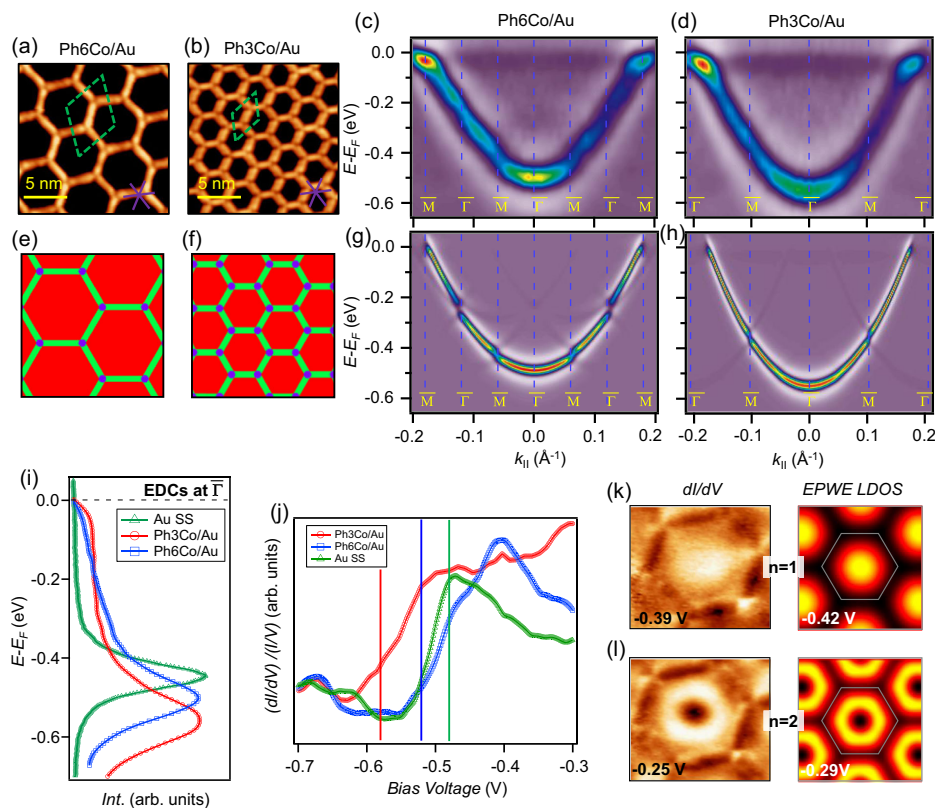 Ph6Co/Au
Ph3Co/Au
(a)
Ph6Co/Au
(b)
Ph3Co/Au
(c)
(d)
5 nm
5 nm
E-E_F (eV)
0.0
-0.2
-0.4
-0.6
M̅ Γ̅ M̅ Γ̅ M̅ Γ̅ M̅
Γ̅ M̅ Γ̅ M̅ Γ̅
(e)
(f)
(g)
(h)
E-E_F (eV)
0.0
-0.2
-0.4
-0.6
M̅ Γ̅ M̅ Γ̅ M̅ Γ̅ M̅
Γ̅ M̅ Γ̅ M̅ Γ̅
-0.2 -0.1 0.0 0.1 0.2
-0.2 -0.1 0.0 0.1 0.2
k_II (Å⁻¹)
k_II (Å⁻¹)
(i)
EDCs at Γ̅
Au SS
Ph3Co/Au
Ph6Co/Au
E-E_F (eV)
0.0
-0.2
-0.4
-0.6
Int. (arb. units)
(j)
Ph3Co/Au
Ph6Co/Au
Au SS
(dI/dV) /(I/V) (arb. units)
-0.7 -0.6 -0.5 -0.4 -0.3
Bias Voltage (V)
(k)
dI/dV
EPWE LDOS
n=1
-0.39 V
-0.42 V
(l)
n=2
-0.25 V
-0.29V